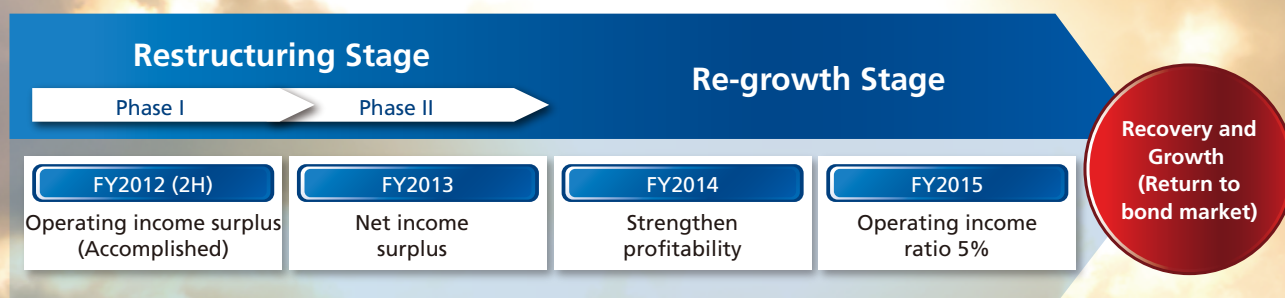 Restructuring Stage
Phase I
Phase II
Re-growth Stage
FY2012 (2H)
Operating income surplus
(Accomplished)
FY2013
Net income
surplus
FY2014
Strengthen
profitability
FY2015
Operating income
ratio 5%
Recovery and
Growth
(Return to
bond market)